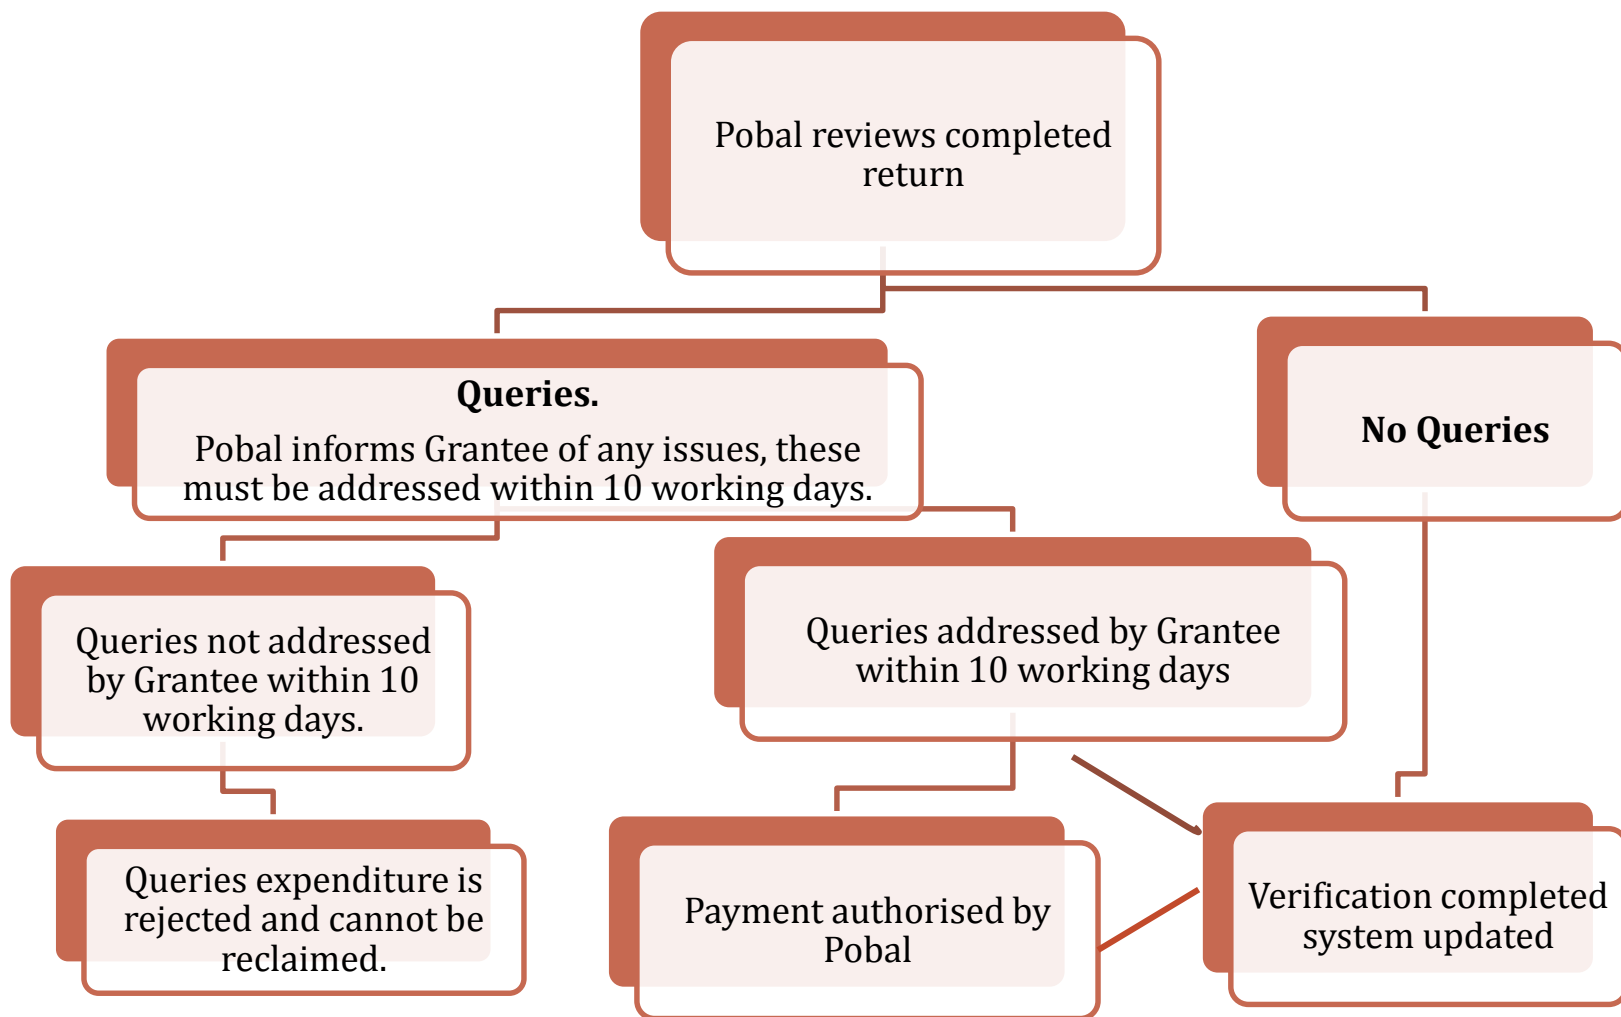 Pobal reviews completed
return
Queries.
Pobal informs Grantee of any issues, these
must be addressed within 10 working days.
No Queries
Queries not addressed
by Grantee within 10
working days.
Queries addressed by Grantee
within 10 working days
Queries expenditure is
rejected and cannot be
reclaimed.
Payment authorised by
Pobal
Verification completed
system updated